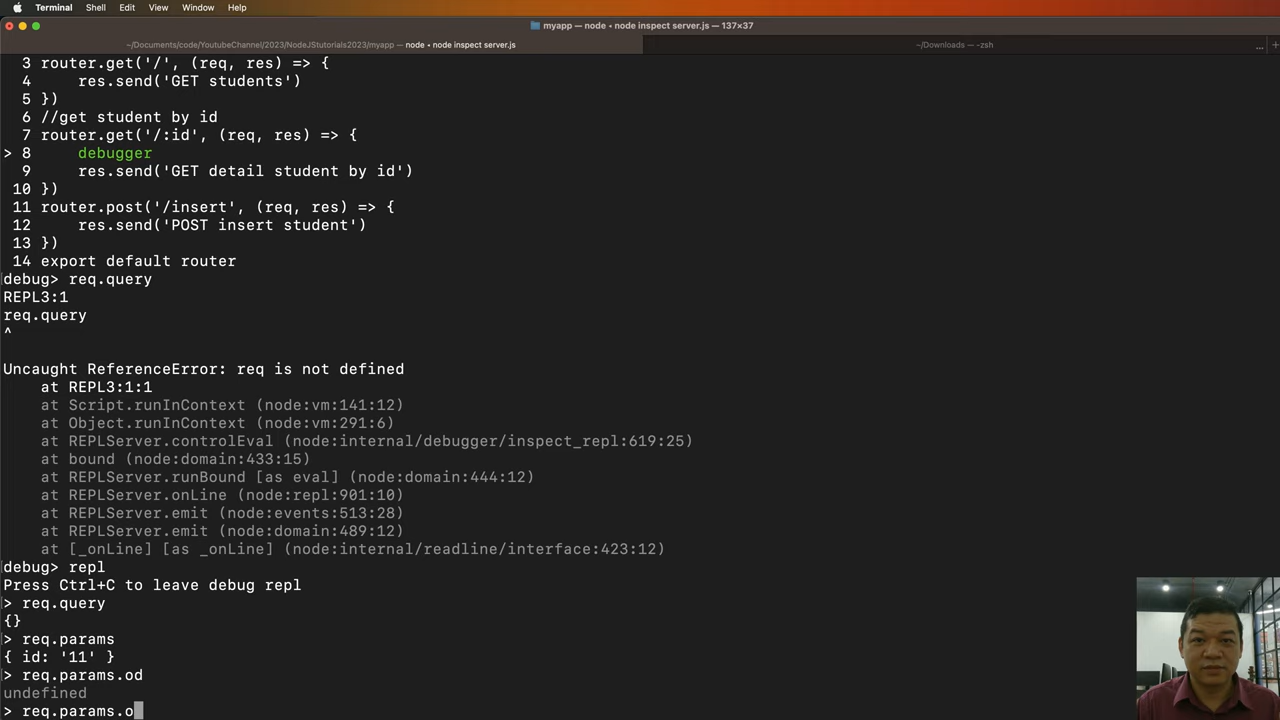 Terminal Shell Edit View Window Help
myapp — node • node inspect server.js — 137×37
~/Documents/code/YoutubeChannel/2023/NodeJStutorials2023/myapp — node • node inspect server.js
~/Downloads — -zsh
3 router.get('/', (req, res) => {
4     res.send('GET students')
5 })
6 //get student by id
7 router.get('/:id', (req, res) => {
> 8     debugger
9     res.send('GET detail student by id')
10 })
11 router.post('/insert', (req, res) => {
12     res.send('POST insert student')
13 })
14 export default router
debug> req.query
REPL3:1
req.query
^
Uncaught ReferenceError: req is not defined
    at REPL3:1:1
    at Script.runInContext (node:vm:141:12)
    at Object.runInContext (node:vm:291:6)
    at REPLServer.controlEval (node:internal/debugger/inspect_repl:619:25)
    at bound (node:domain:433:15)
    at REPLServer.runBound [as eval] (node:domain:444:12)
    at REPLServer.onLine (node:repl:901:10)
    at REPLServer.emit (node:events:513:28)
    at REPLServer.emit (node:domain:489:12)
    at [_onLine] [as _onLine] (node:internal/readline/interface:423:12)
debug> repl
Press Ctrl+C to leave debug repl
> req.query
{}
> req.params
{ id: '11' }
> req.params.od
undefined
> req.params.o